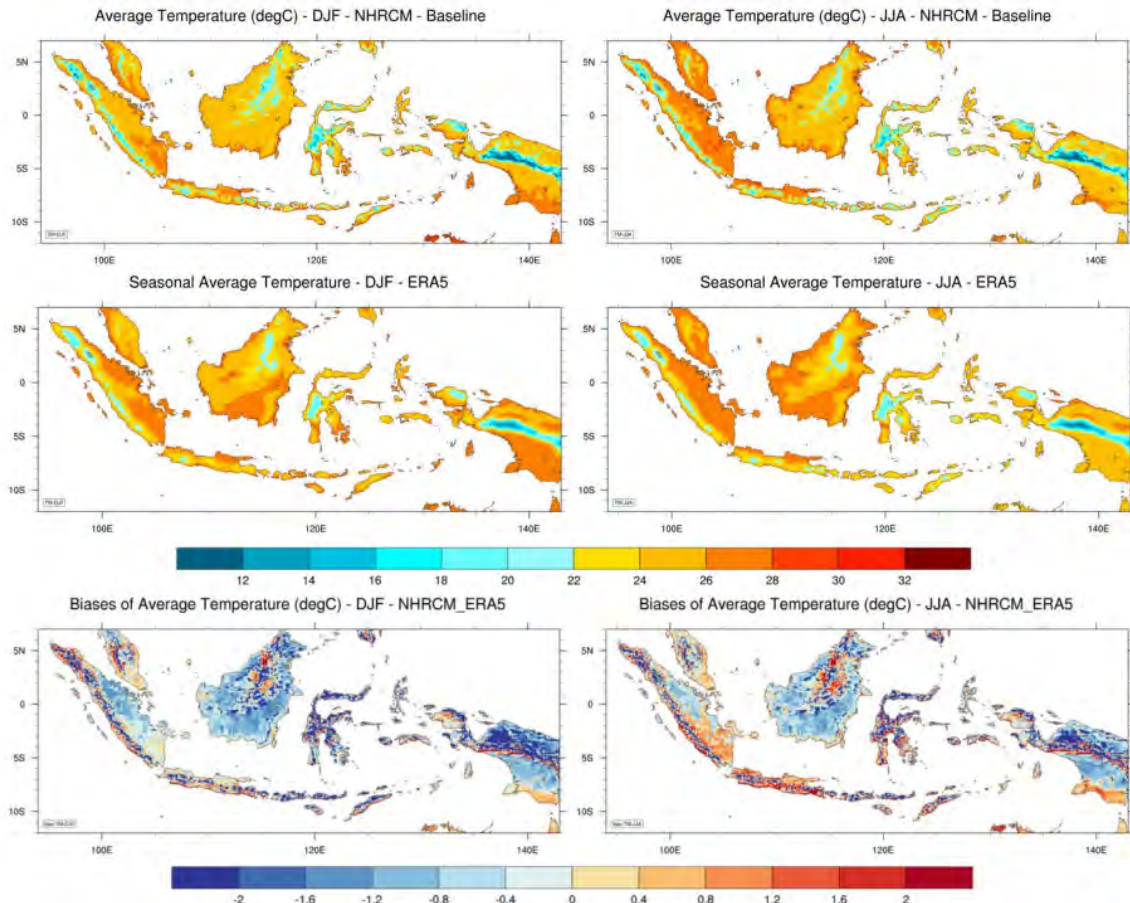 Average Temperature (degC) - DJF - NHRCM - Baseline
Average Temperature (degC) - JJA - NHRCM - Baseline
5N
0
5S
10S
100E
120E
140E
5N
0
5S
10S
100E
120E
140E
Seasonal Average Temperature - DJF - ERA5
Seasonal Average Temperature - JJA - ERA5
5N
0
5S
10S
100E
120E
140E
5N
0
5S
10S
100E
120E
140E
12 14 16 18 20 22 24 26 28 30 32
Biases of Average Temperature (degC) - DJF - NHRCM_ERA5
Biases of Average Temperature (degC) - JJA - NHRCM_ERA5
5N
0
5S
10S
100E
120E
140E
5N
0
5S
10S
100E
120E
140E
-2 -1.6 -1.2 -0.8 -0.4 0 0.4 0.8 1.2 1.6 2